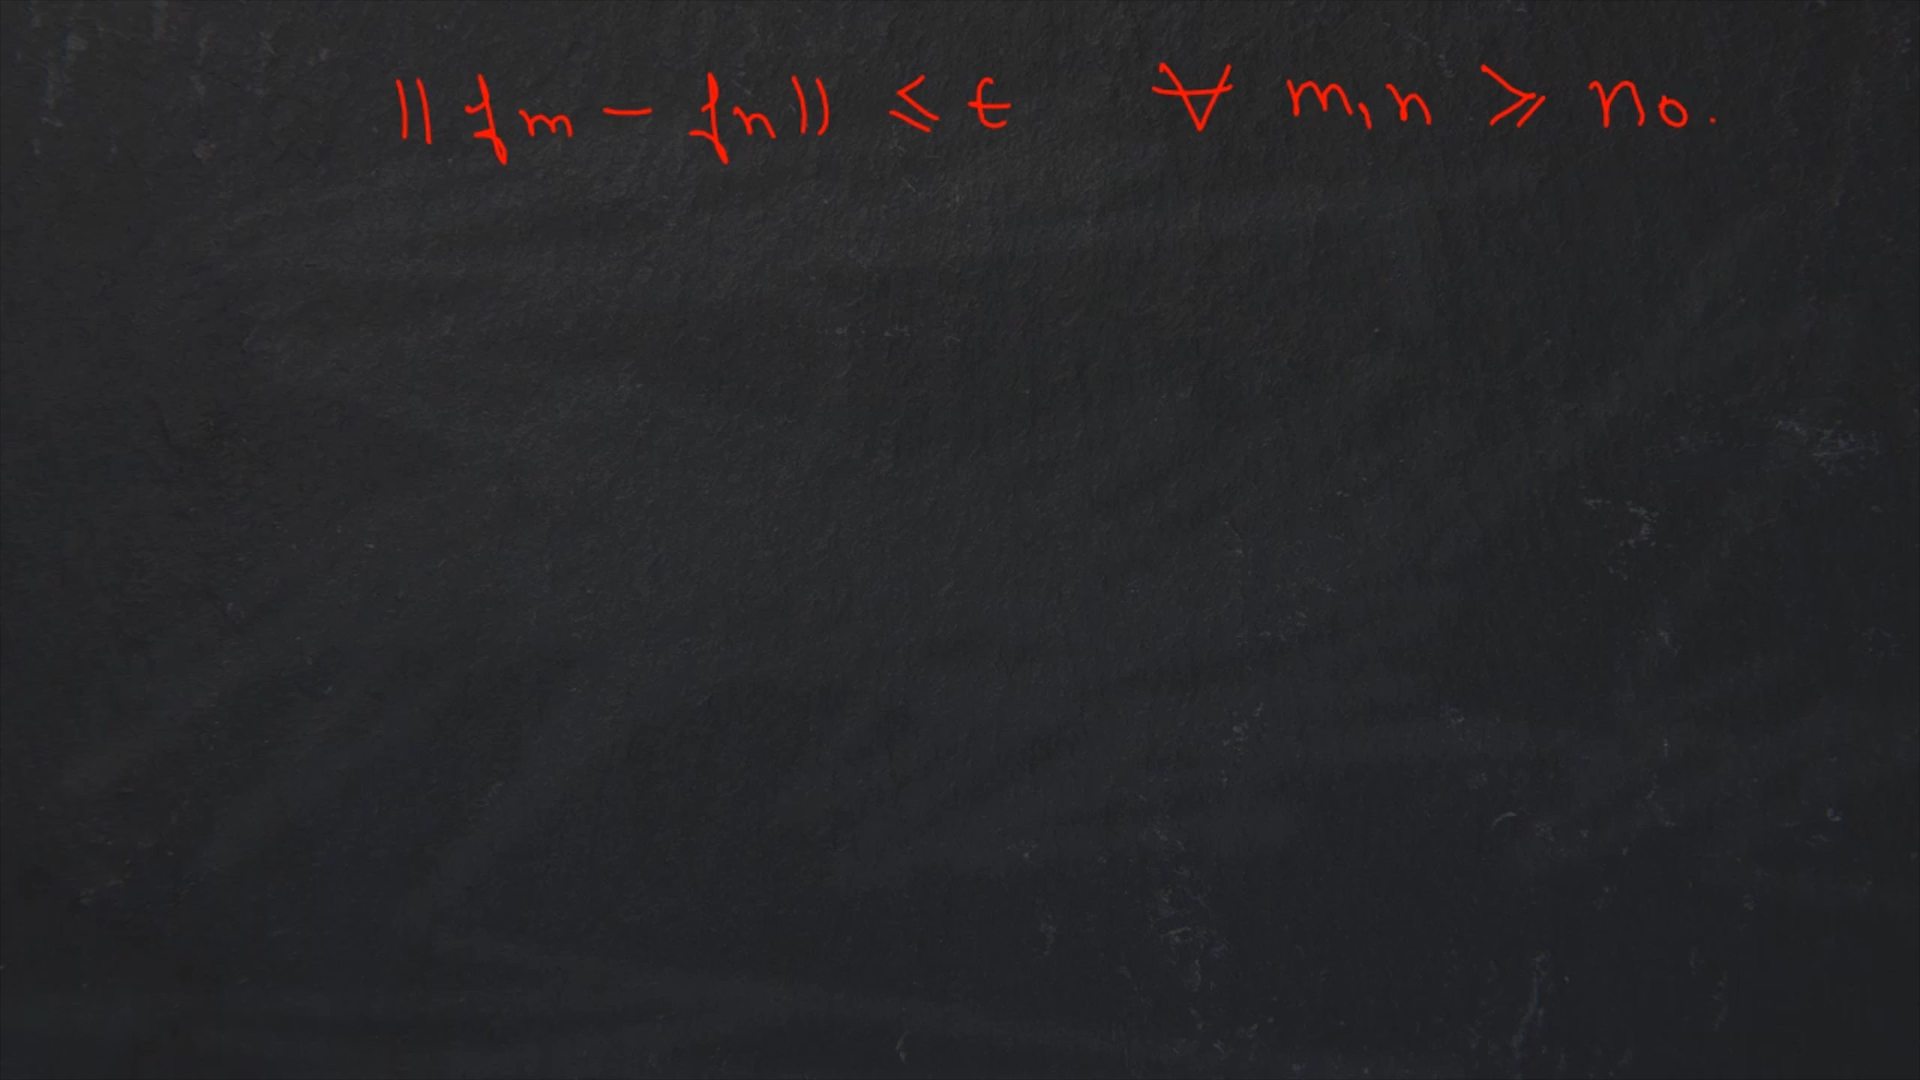 || fm - fn || ⩽ ε ∀ m, n ⩾ n₀.